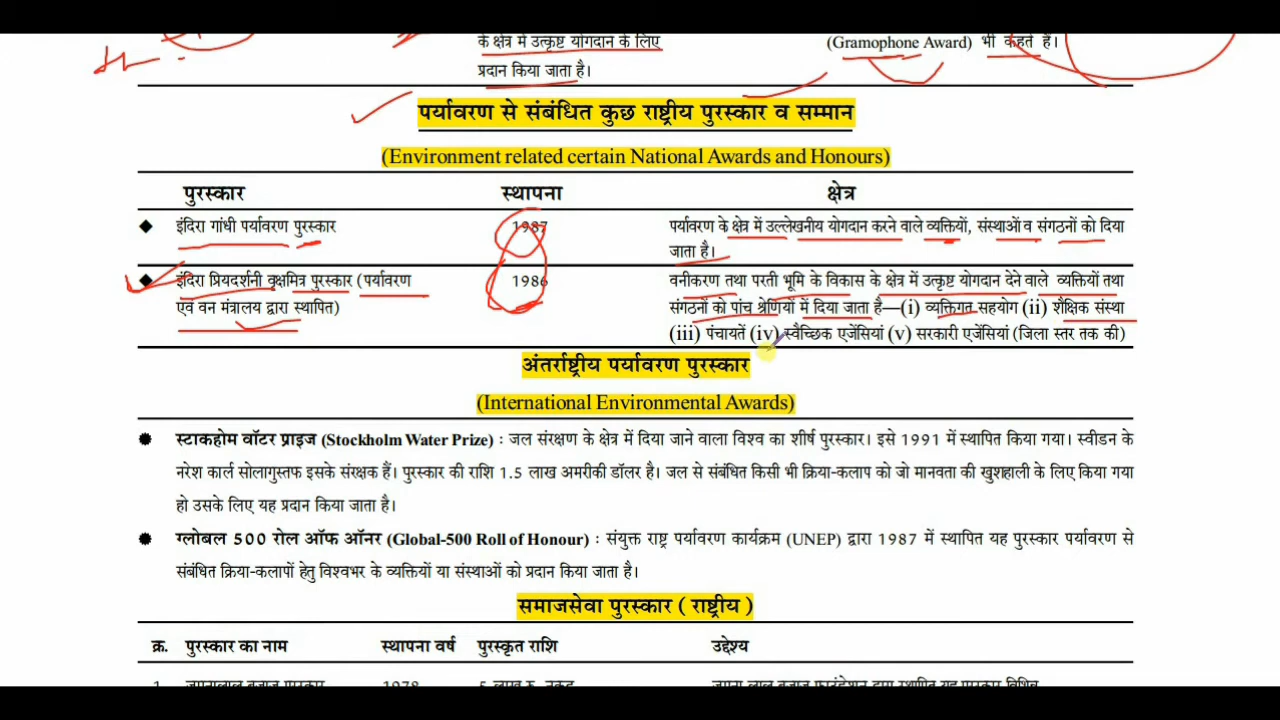 के क्षेत्र में उत्कृष्ट योगदान के लिए (Gramophone Award) भी कहते हैं।
प्रदान किया जाता है।
पर्यावरण से संबंधित कुछ राष्ट्रीय पुरस्कार व सम्मान
(Environment related certain National Awards and Honours)
पुरस्कार स्थापना क्षेत्र
◆ इंदिरा गांधी पर्यावरण पुरस्कार 1987 पर्यावरण के क्षेत्र में उल्लेखनीय योगदान करने वाले व्यक्तियों, संस्थाओं व संगठनों को दिया
जाता है।
◆ इंदिरा प्रियदर्शनी वृक्षमित्र पुरस्कार (पर्यावरण 1986 वनीकरण तथा परती भूमि के विकास के क्षेत्र में उत्कृष्ट योगदान देने वाले व्यक्तियों तथा
एवं वन मंत्रालय द्वारा स्थापित) संगठनों को पांच श्रेणियों में दिया जाता है—(i) व्यक्तिगत सहयोग (ii) शैक्षिक संस्था
(iii) पंचायतें (iv) स्वैच्छिक एजेंसियां (v) सरकारी एजेंसियां (जिला स्तर तक की)
अंतर्राष्ट्रीय पर्यावरण पुरस्कार
(International Environmental Awards)
स्टाकहोम वॉटर प्राइज (Stockholm Water Prize) : जल संरक्षण के क्षेत्र में दिया जाने वाला विश्व का शीर्ष पुरस्कार। इसे 1991 में स्थापित किया गया। स्वीडन के
नरेश कार्ल सोलागुस्तफ इसके संरक्षक हैं। पुरस्कार की राशि 1.5 लाख अमरीकी डॉलर है। जल से संबंधित किसी भी क्रिया-कलाप को जो मानवता की खुशहाली के लिए किया गया
हो उसके लिए यह प्रदान किया जाता है।
ग्लोबल 500 रोल ऑफ ऑनर (Global-500 Roll of Honour) : संयुक्त राष्ट्र पर्यावरण कार्यक्रम (UNEP) द्वारा 1987 में स्थापित यह पुरस्कार पर्यावरण से
संबंधित क्रिया-कलापों हेतु विश्वभर के व्यक्तियों या संस्थाओं को प्रदान किया जाता है।
समाजसेवा पुरस्कार ( राष्ट्रीय )
क्र. पुरस्कार का नाम स्थापना वर्ष पुरस्कृत राशि उद्देश्य